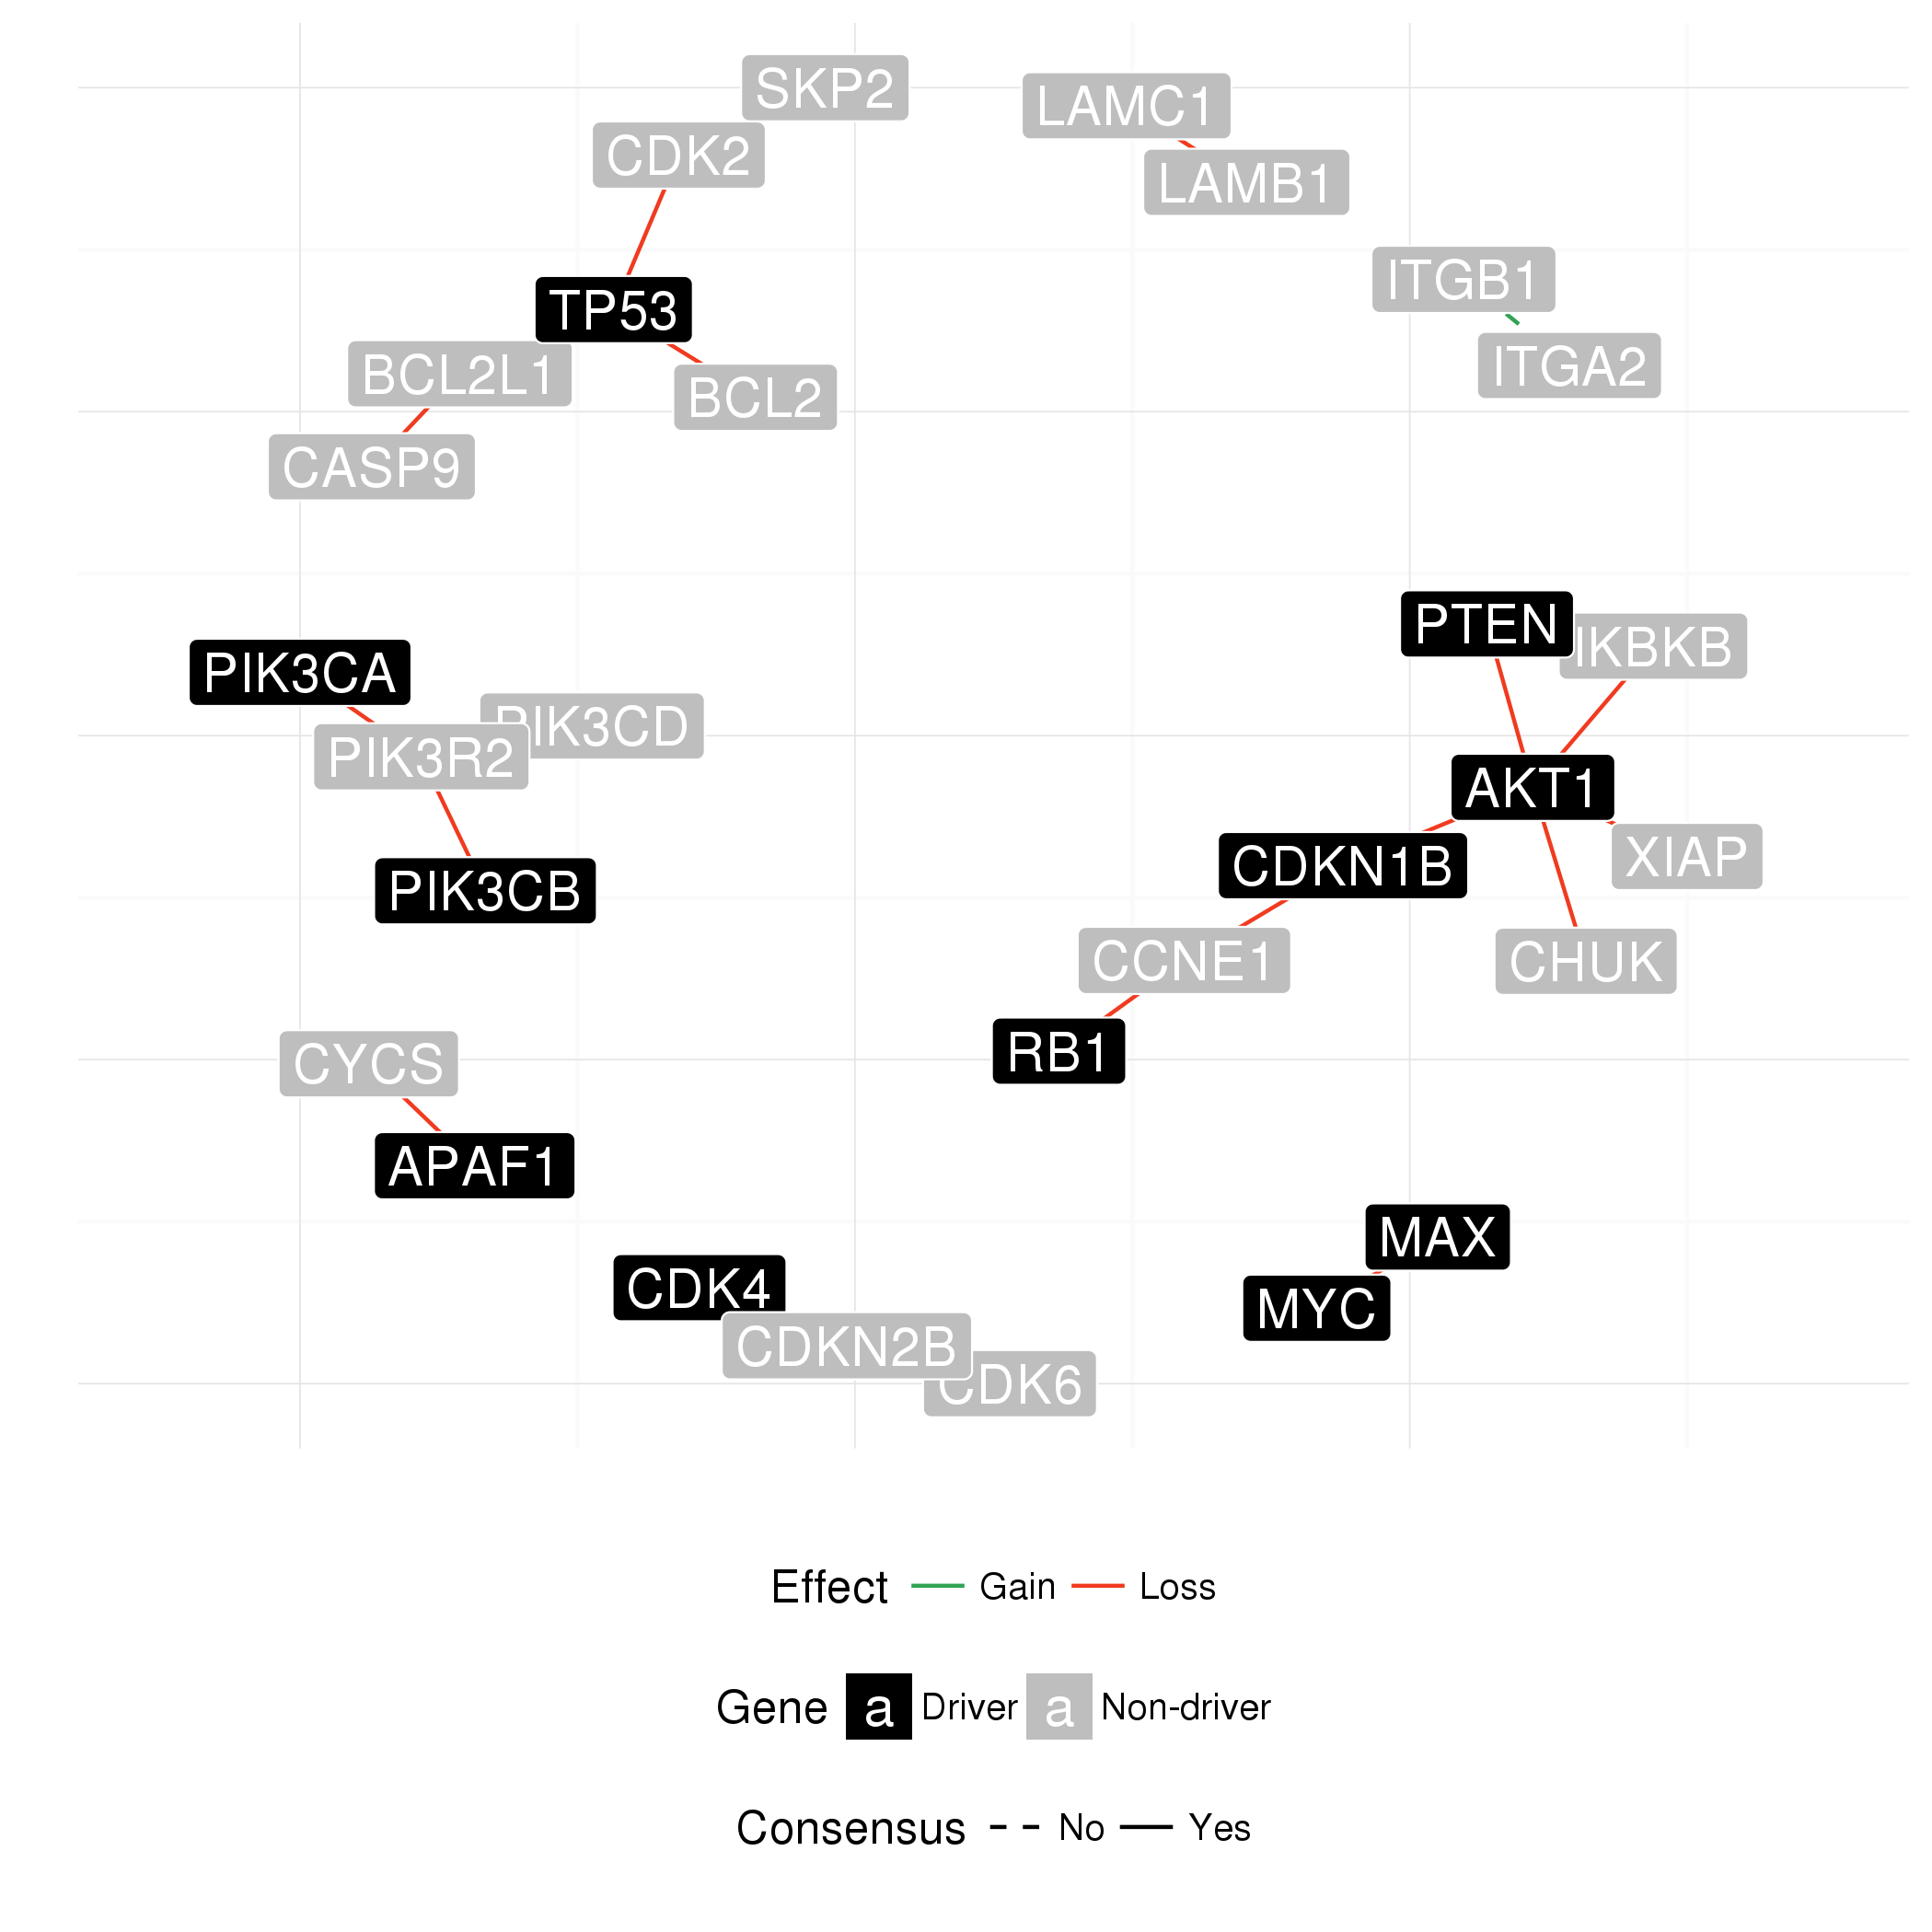 SKP2
LAMC1
CDK2
LAMB1
ITGB1
TP53
ITGA2
BCL2L1
BCL2
CASP9
PTEN
IKBKB
PIK3CA
PIK3CD
PIK3R2
AKT1
XIAP
CDKN1B
PIK3CB
CCNE1
CHUK
RB1
CYCS
APAF1
MAX
CDK4
MYC
CDKN2B
CDK6
Effect Gain Loss
Gene a Driver a Non-driver
Consensus No Yes